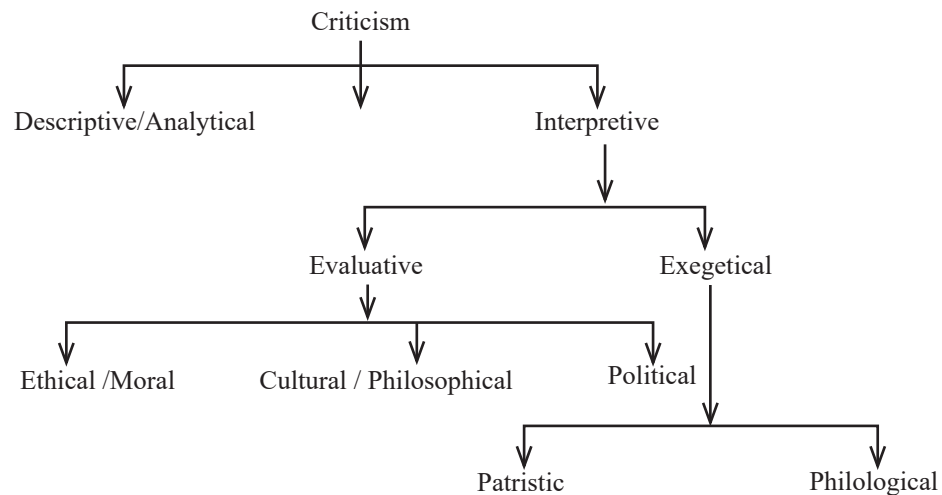 Criticism
Descriptive/Analytical
Interpretive
Evaluative
Exegetical
Ethical /Moral
Cultural / Philosophical
Political
Patristic
Philological